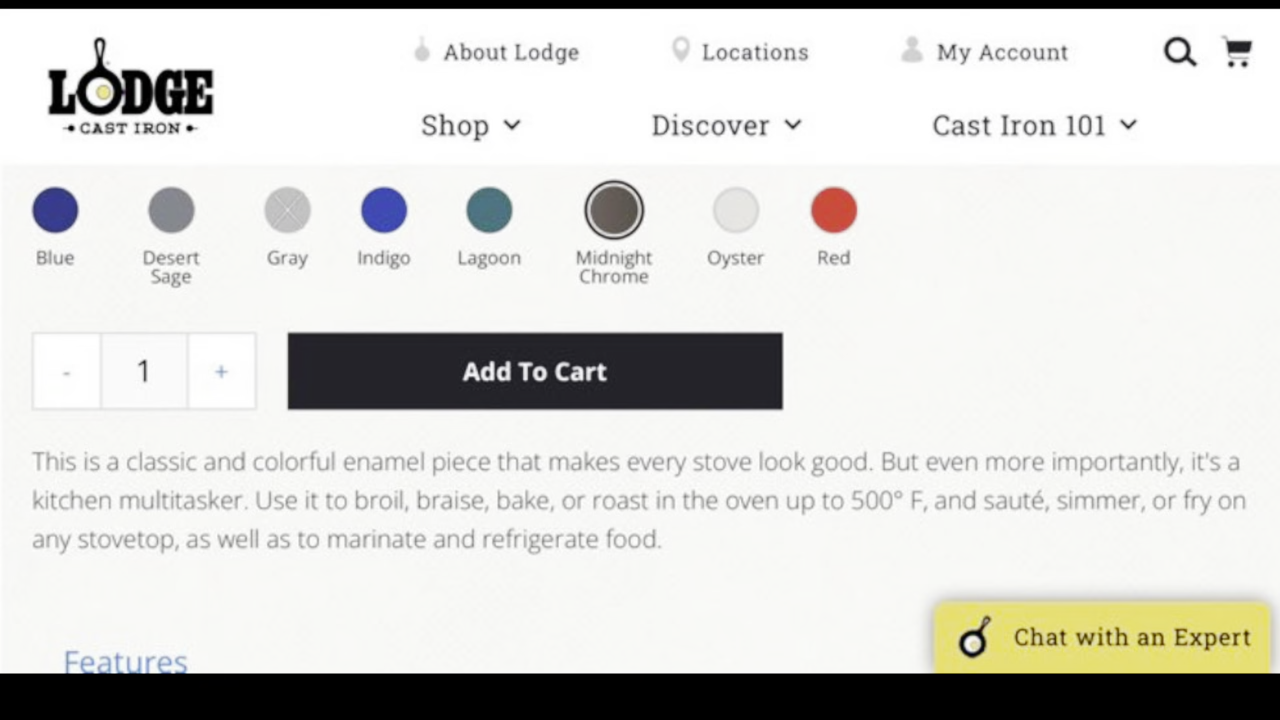 About Lodge Locations My Account
LODGE
CAST IRON
Shop Discover Cast Iron 101
Blue Desert Sage Gray Indigo Lagoon Midnight Chrome Oyster Red
- 1 + Add To Cart
This is a classic and colorful enamel piece that makes every stove look good. But even more importantly, it's a
kitchen multitasker. Use it to broil, braise, bake, or roast in the oven up to 500° F, and sauté, simmer, or fry on
any stovetop, as well as to marinate and refrigerate food.
Chat with an Expert
Features